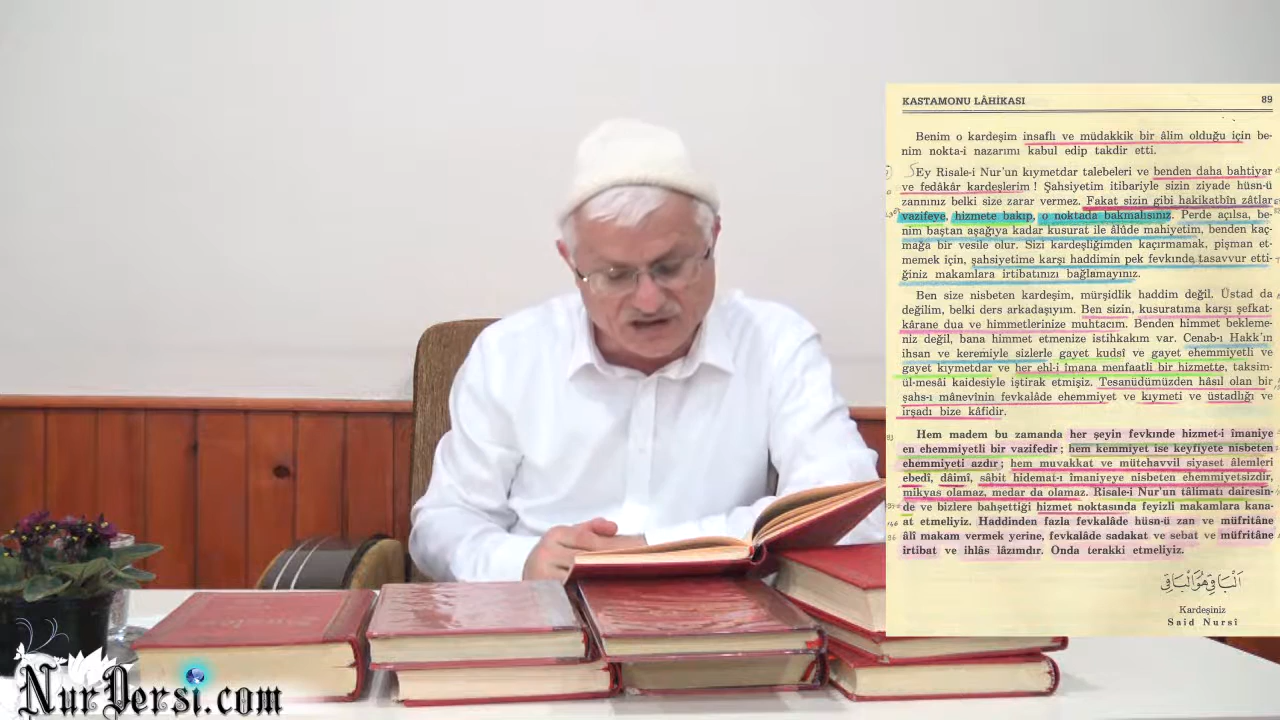 KASTAMONU LÂHİKASI 89
Benim o kardeşim insaflı ve müdakkik bir âlim olduğu için be-
nim nokta-i nazarımı kabul edip takdir etti.
Ey Risale-i Nur'un kıymetdar talebeleri ve benden daha bahtiyar
ve fedâkâr kardeşlerim ! Şahsiyetim itibariyle sizin ziyade hüsn-ü
zannınız belki size zarar vermez. Fakat sizin gibi hakikatbîn zâtlar
vazifeye, hizmete bakıp, o noktada bakmalısınız. Perde açılsa, be-
nim baştan aşağıya kadar kusurat ile âlûde mahiyetim, benden kaç-
mağa bir vesile olur. Sizi kardeşliğimden kaçırmamak, pişman et-
memek için, şahsiyetime karşı haddimin pek fevkınde tasavvur etti-
ğiniz makamlara irtibatınızı bağlamayınız.
Ben size nisbeten kardeşim, mürşidlik haddim değil. Üstad da
değilim, belki ders arkadaşıyım. Ben sizin, kusuratıma karşı şefkat-
kârane dua ve himmetlerinize muhtacım. Benden himmet bekleme-
niz değil, bana himmet etmenize istihkakım var. Cenab-ı Hakk'ın
ihsan ve keremiyle sizlerle gayet kudsî ve gayet ehemmiyetli ve
gayet kıymetdar ve her ehl-i îmana menfaatli bir hizmette, taksim-
ül-mesâi kaidesiyle iştirak etmişiz. Tesanüdümüzden hâsıl olan bir
şahs-ı mânevînin fevkalâde ehemmiyet ve kıymeti ve üstadlığı ve
irşadı bize kâfidir.
Hem madem bu zamanda her şeyin fevkınde hizmet-i îmaniye
en ehemmiyetli bir vazifedir ; hem kemmiyet ise keyfiyete nisbeten
ehemmiyeti azdır ; hem muvakkat ve mütehavvil siyaset âlemleri
ebedî, dâimî, sâbit hidemat-ı îmaniyeye nisbeten ehemmiyetsizdir,
mikyas olamaz, medar da olamaz. Risale-i Nur'un tâlimatı dairesin-
de ve bizlere bahşettiği hizmet noktasında feyizli makamlara kana-
at etmeliyiz. Haddinden fazla fevkalâde hüsn-ü zan ve müfritâne
âlî makam vermek yerine, fevkalâde sadakat ve sebat ve müfritâne
irtibat ve ihlâs lâzımdır. Onda terakki etmeliyiz.
اَلْبَاقِى هُوَ الْبَاقِى
Kardeşiniz
Said Nursî
NurDersi.com